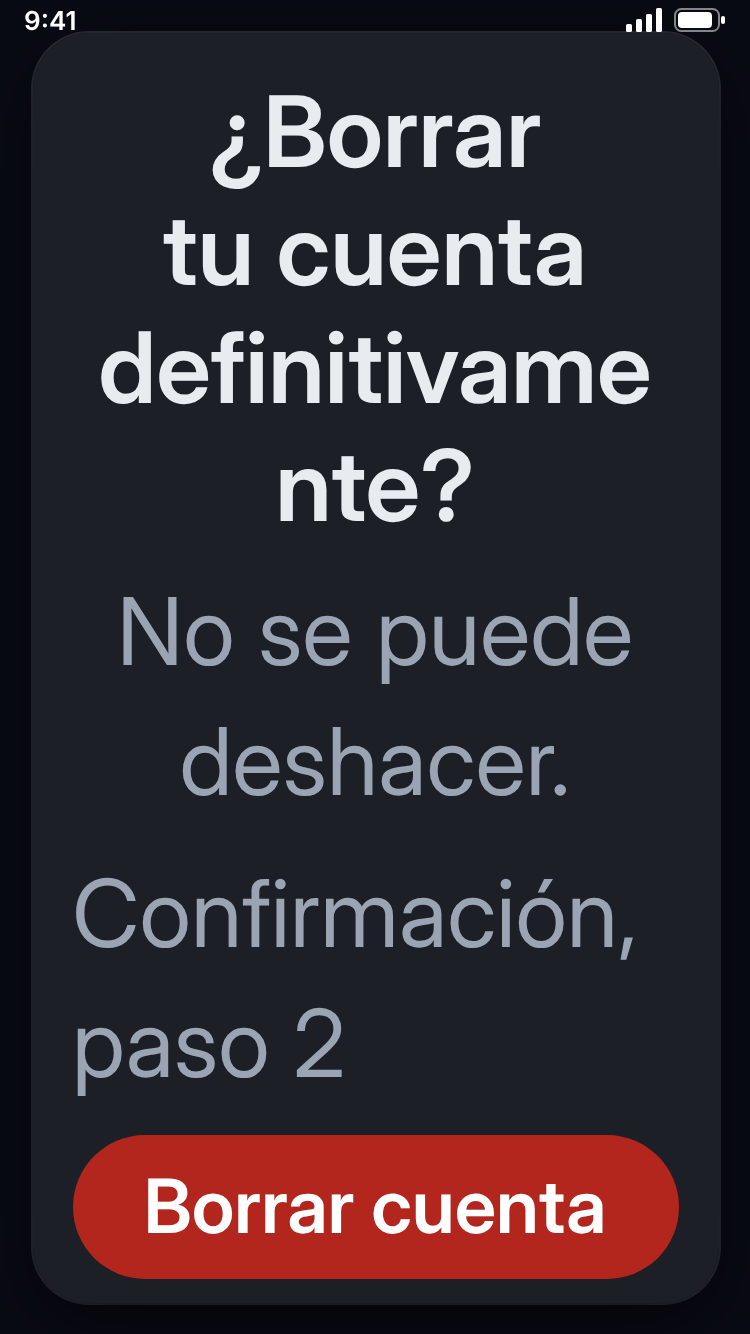 9:41
¿Borrar
tu cuenta
definitivame
nte?
No se puede
deshacer.
Confirmación,
paso 2
Borrar cuenta